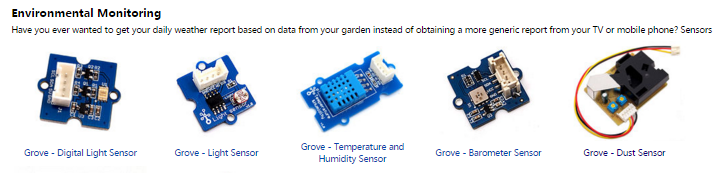 Environmental Monitoring
Have you ever wanted to get your daily weather report based on data from your garden instead of obtaining a more generic report from your TV or mobile phone? Sensors
Grove - Digital Light Sensor
Grove - Light Sensor
Grove - Temperature and
Humidity Sensor
Grove - Barometer Sensor
Grove - Dust Sensor